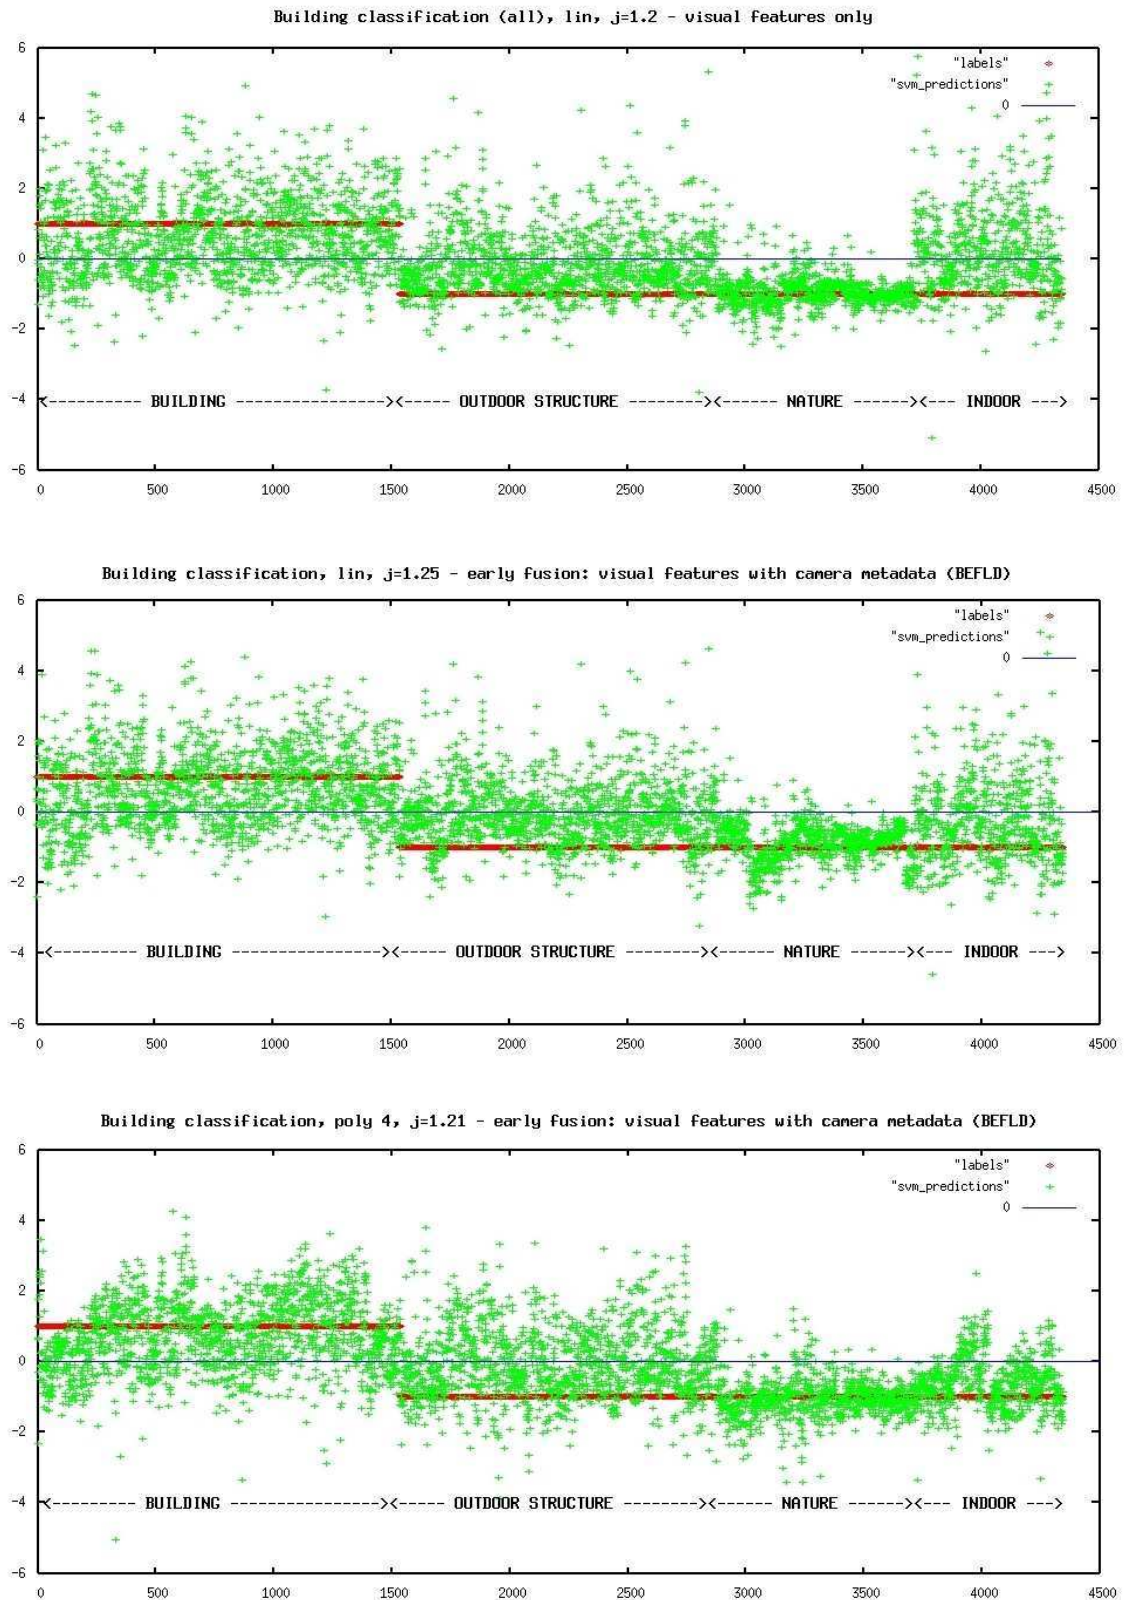 Building classification (all), lin, j=1.2 - visual features only
6
"labels"
"svm_predictions"
4
0
2
0
-2
-4
<--------- BUILDING -------------><------ OUTDOOR STRUCTURE --------><------ NATURE ------><--- INDOOR --->
-6
0 500 1000 1500 2000 2500 3000 3500 4000 4500
Building classification, lin, j=1.25 - early fusion: visual features with camera metadata (BEFLD)
6
"labels"
"svm_predictions"
0
4
2
0
-2
-4
<--------- BUILDING -------------><------ OUTDOOR STRUCTURE --------><------ NATURE ------><--- INDOOR --->
-6
0 500 1000 1500 2000 2500 3000 3500 4000 4500
Building classification, poly 4, j=1.21 - early fusion: visual features with camera metadata (BEFLD)
6
"labels"
"svm_predictions"
0
4
2
0
-2
-4
<--------- BUILDING -------------><------ OUTDOOR STRUCTURE --------><------ NATURE ------><--- INDOOR --->
-6
0 500 1000 1500 2000 2500 3000 3500 4000 4500